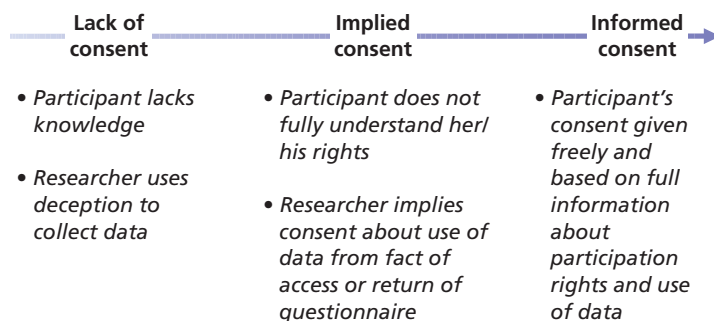 Lack of
consent
Implied
consent
Informed
consent
• Participant lacks
knowledge
• Researcher uses
deception to
collect data
• Participant does not
fully understand her/
his rights
• Researcher implies
consent about use of
data from fact of
access or return of
questionnaire
• Participant’s
consent given
freely and
based on full
information
about
participation
rights and use
of data